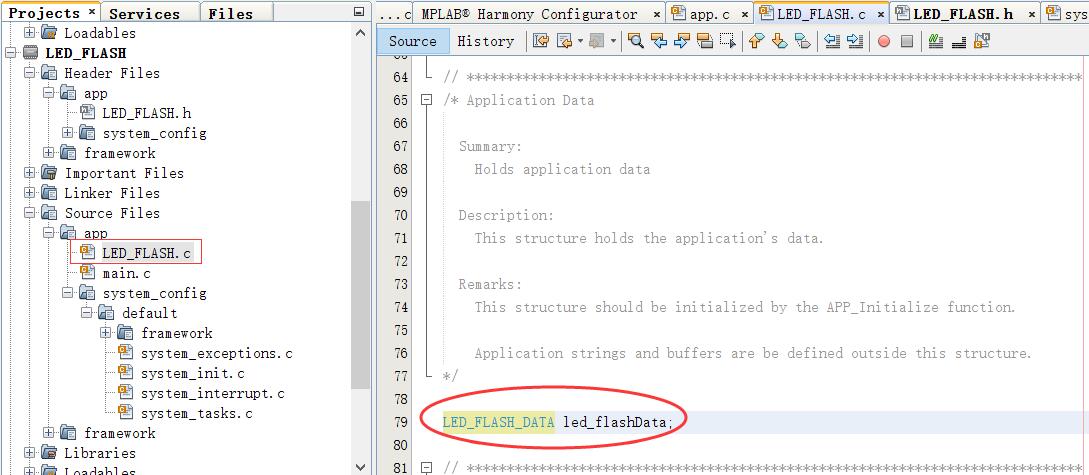 Projects × Services Files
Loadables
LED_FLASH
Header Files
app
LED_FLASH.h
system_config
framework
Important Files
Linker Files
Source Files
app
LED_FLASH.c
main.c
system_config
default
framework
system_exceptions.c
system_init.c
system_interrupt.c
system_tasks.c
framework
Libraries
Loadables
...c MPLAB® Harmony Configurator × app.c × LED_FLASH.c × LED_FLASH.h × sys
Source History
64 // ******************************************************************************
65 /* Application Data
66
67 Summary:
68 Holds application data
69
70 Description:
71 This structure holds the application's data.
72
73 Remarks:
74 This structure should be initialized by the APP_Initialize function.
75
76 Application strings and buffers are defined outside this structure.
77 */
78
79 LED_FLASH_DATA led_flashData;
80
81 // ******************************************************************************